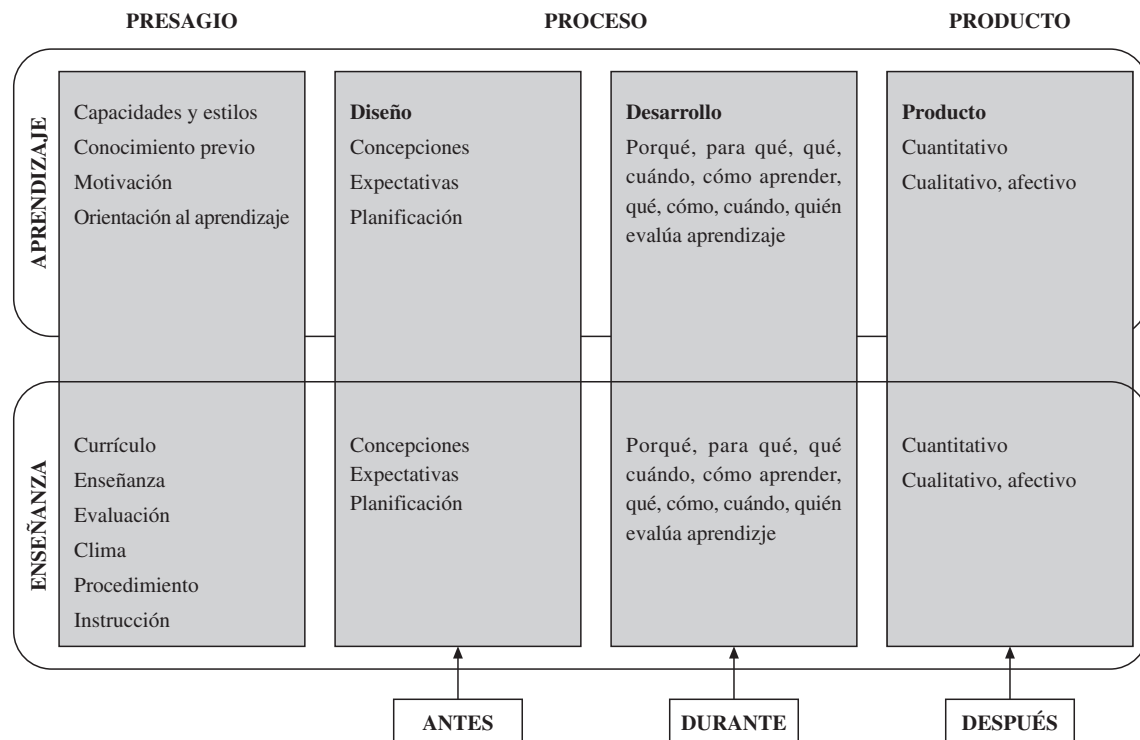 PRESAGIO
PROCESO
PRODUCTO
APRENDIZAJE
Capacidades y estilos
Conocimiento previo
Motivación
Orientación al aprendizaje
Diseño
Concepciones
Expectativas
Planificación
Desarrollo
Porqué, para qué, qué,
cuándo, cómo aprender,
qué, cómo, cuándo, quién
evalúa aprendizaje
Producto
Cuantitativo
Cualitativo, afectivo
ENSEÑANZA
Currículo
Enseñanza
Evaluación
Clima
Procedimiento
Instrucción
Concepciones
Expectativas
Planificación
Porqué, para qué, qué
cuándo, cómo aprender,
qué, cómo, cuándo, quién
evalúa aprendizje
Cuantitativo
Cualitativo, afectivo
ANTES
DURANTE
DESPUÉS